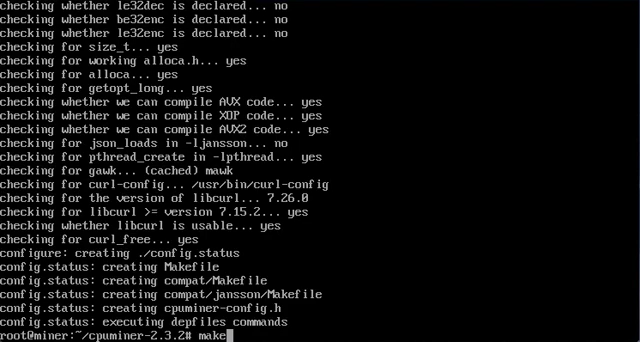 checking whether le32dec is declared... no
checking whether be32enc is declared... no
checking whether le32enc is declared... no
checking for size_t... yes
checking for working alloca.h... yes
checking for alloca... yes
checking for getopt_long... yes
checking whether we can compile AVX code... yes
checking whether we can compile XOP code... yes
checking whether we can compile AVX2 code... yes
checking for json_loads in -ljansson... no
checking for pthread_create in -lpthread... yes
checking for gawk... (cached) mawk
checking for curl-config... /usr/bin/curl-config
checking for the version of libcurl... 7.26.0
checking for libcurl >= version 7.15.2... yes
checking whether libcurl is usable... yes
checking for curl_free... yes
configure: creating ./config.status
config.status: creating Makefile
config.status: creating compat/Makefile
config.status: creating compat/jansson/Makefile
config.status: creating cpuminer-config.h
config.status: executing depfiles commands
root@miner:~/cpuminer-2.3.2# make